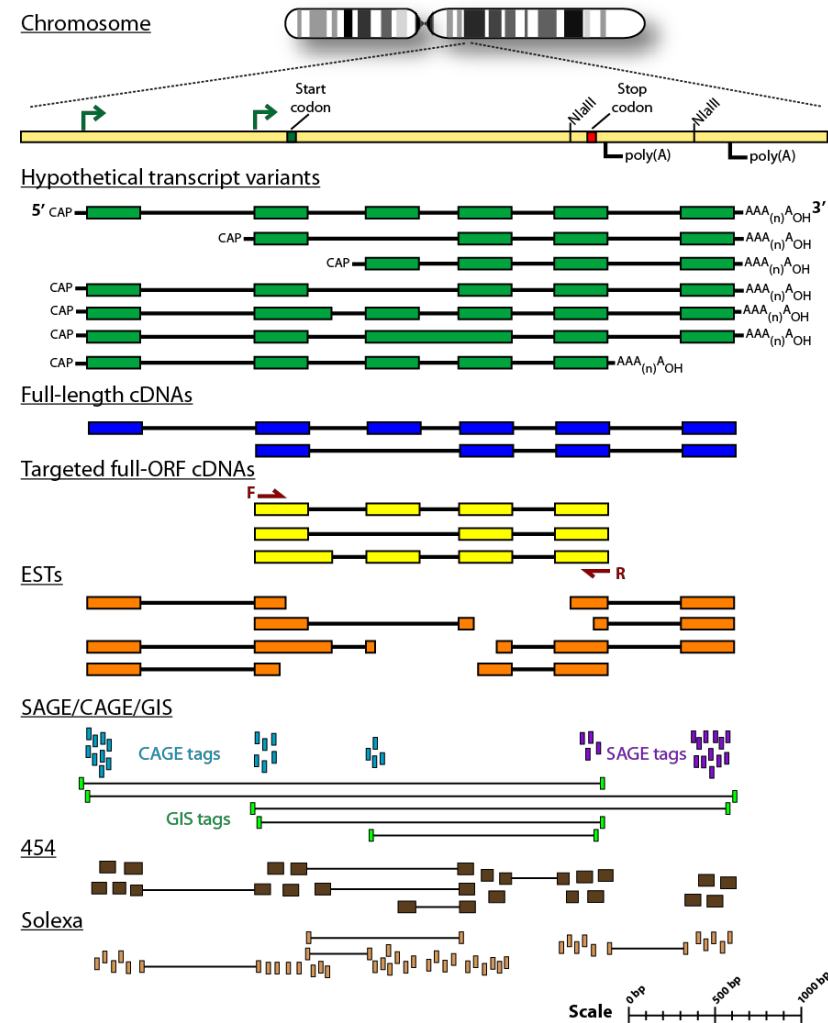 Chromosome
Start
codon
NlaIII
Stop
codon
NlaIII
poly(A)
poly(A)
Hypothetical transcript variants
5’ CAP AAA(n)AOH 3’
CAP AAA(n)AOH
CAP AAA(n)AOH
CAP AAA(n)AOH
CAP AAA(n)AOH
CAP AAA(n)AOH
CAP AAA(n)AOH
Full-length cDNAs
Targeted full-ORF cDNAs
F
R
ESTs
SAGE/CAGE/GIS
CAGE tags
SAGE tags
GIS tags
454
Solexa
Scale
0 bp
500 bp
1000 bp